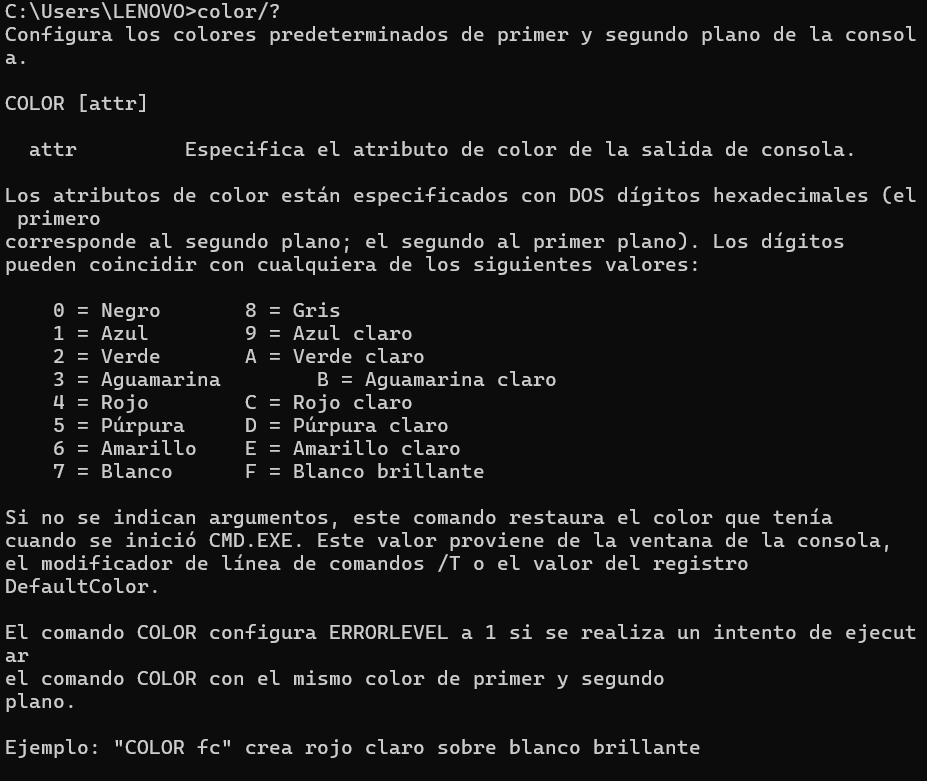 C:\Users\LENOVO>color/?
Configura los colores predeterminados de primer y segundo plano de la consol
a.

COLOR [attr]

  attr         Especifica el atributo de color de la salida de consola.

Los atributos de color están especificados con DOS dígitos hexadecimales (el
 primero
corresponde al segundo plano; el segundo al primer plano). Los dígitos
pueden coincidir con cualquiera de los siguientes valores:

    0 = Negro       8 = Gris
    1 = Azul        9 = Azul claro
    2 = Verde       A = Verde claro
    3 = Aguamarina        B = Aguamarina claro
    4 = Rojo        C = Rojo claro
    5 = Púrpura     D = Púrpura claro
    6 = Amarillo    E = Amarillo claro
    7 = Blanco      F = Blanco brillante

Si no se indican argumentos, este comando restaura el color que tenía
cuando se inició CMD.EXE. Este valor proviene de la ventana de la consola,
el modificador de línea de comandos /T o el valor del registro
DefaultColor.

El comando COLOR configura ERRORLEVEL a 1 si se realiza un intento de ejecut
ar
el comando COLOR con el mismo color de primer y segundo
plano.

Ejemplo: "COLOR fc" crea rojo claro sobre blanco brillante